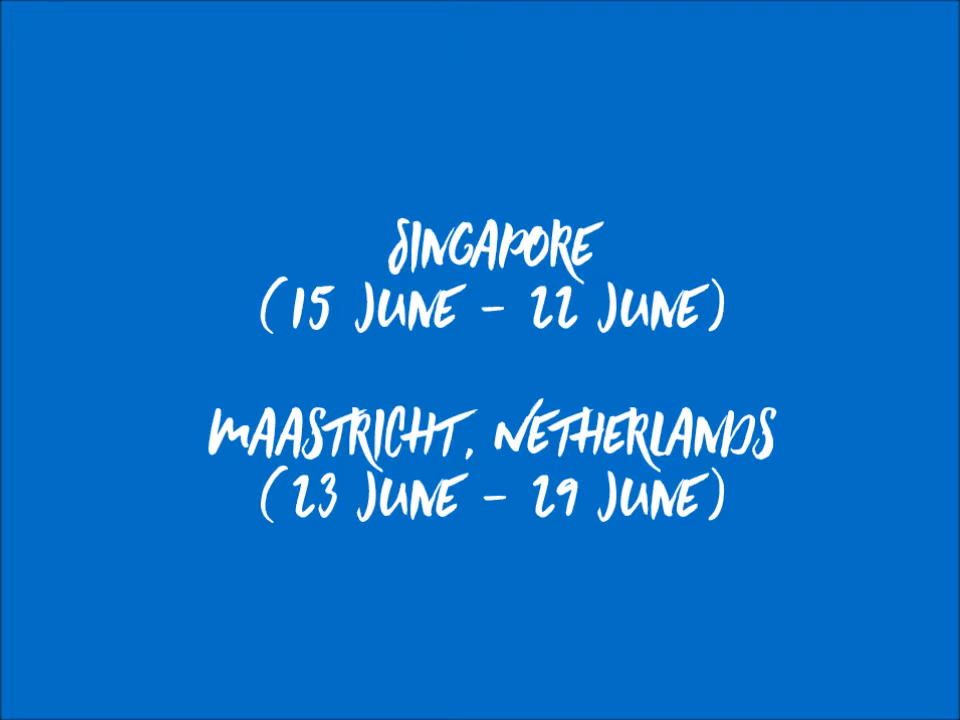 SINGAPORE
(15 JUNE - 22 JUNE)
MAASTRICHT, NETHERLANDS
(23 JUNE - 29 JUNE)